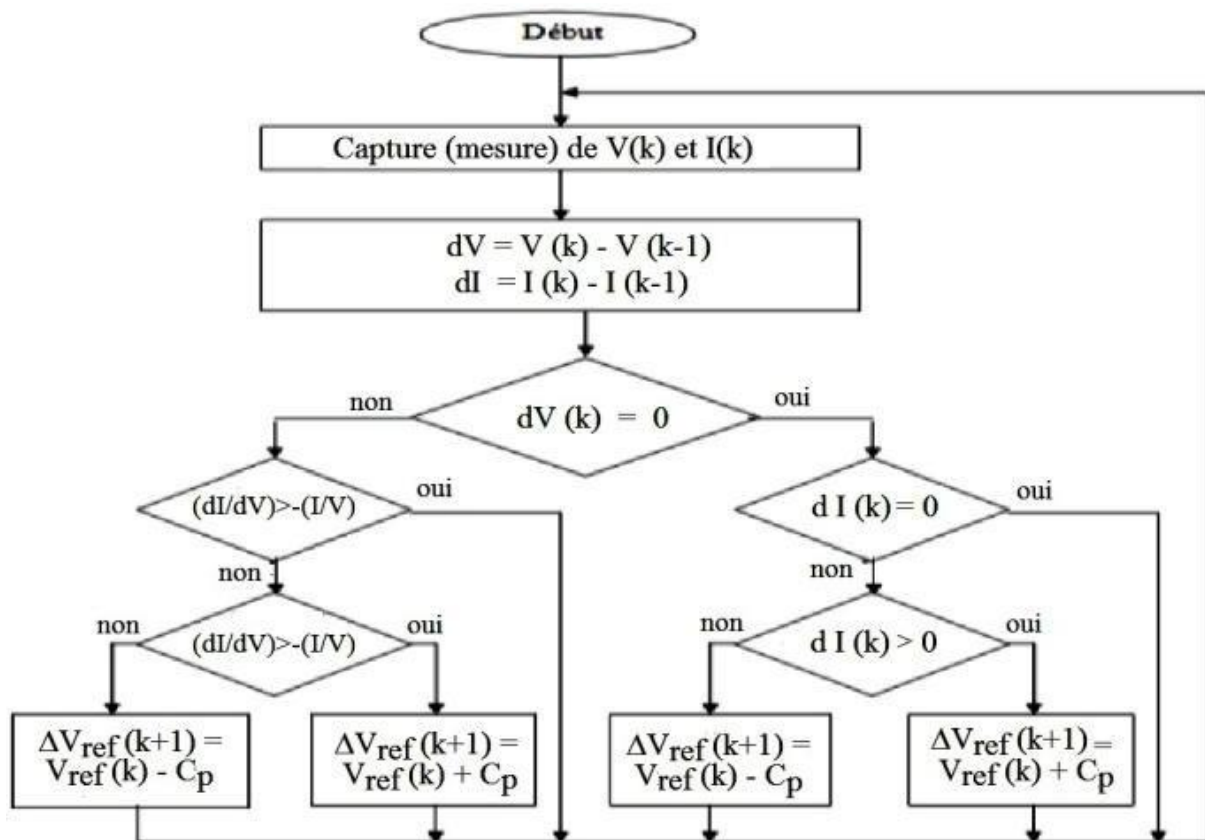 Début
Capture (mesure) de V(k) et I(k)
dV = V (k) - V (k-1)
dI = I (k) - I (k-1)
non
dV (k) = 0
oui
(dI/dV)>-(I/V)
oui
d I (k) = 0
oui
non
non
non
(dI/dV)>-(I/V)
oui
non
d I (k) > 0
oui
ΔVref (k+1) =
Vref (k) - Cp
ΔVref (k+1) =
Vref (k) + Cp
ΔVref (k+1) =
Vref (k) - Cp
ΔVref (k+1) =
Vref (k) + Cp